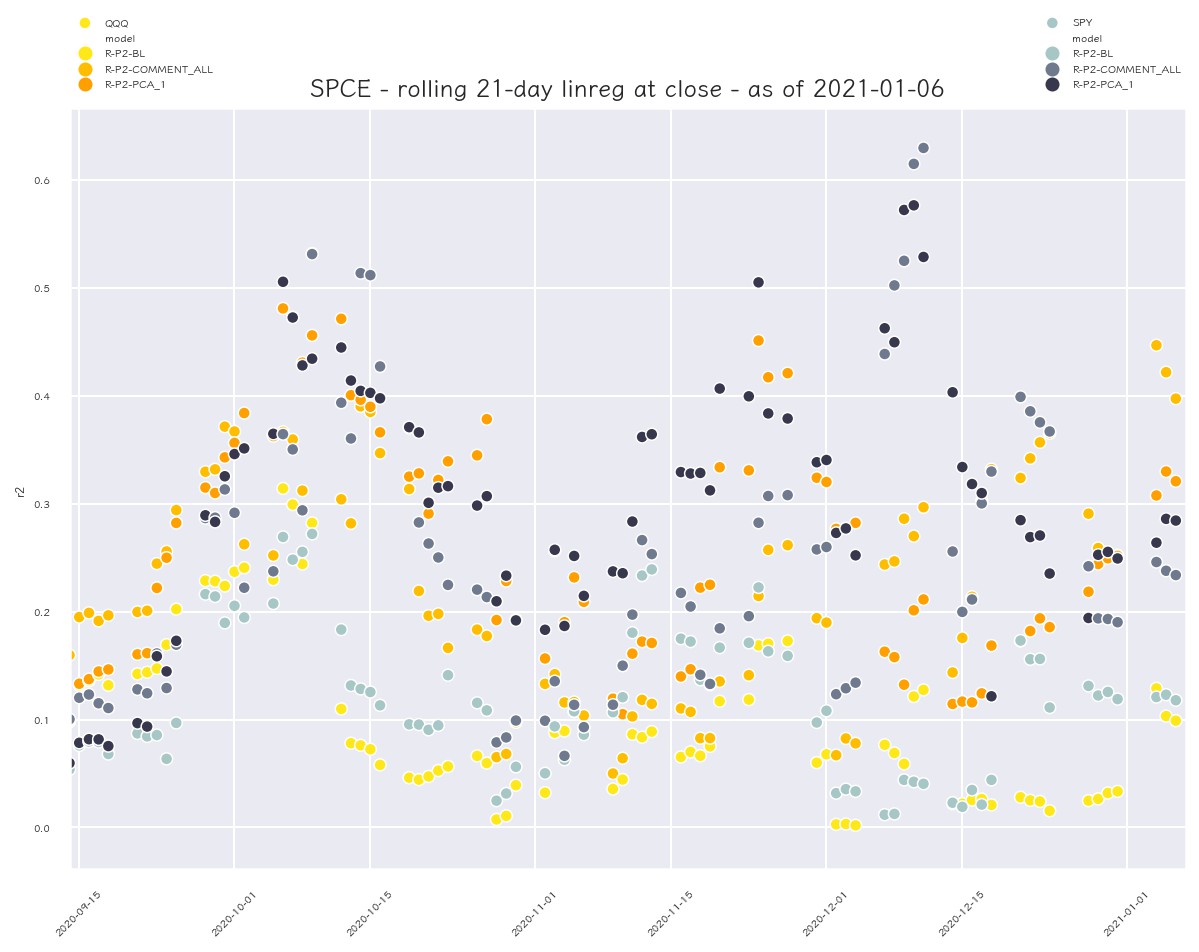 QQQ
model
R-P2-BL
R-P2-COMMENT_ALL
R-P2-PCA_1
SPY
model
R-P2-BL
R-P2-COMMENT_ALL
R-P2-PCA_1
SPCE - rolling 21-day linreg at close - as of 2021-01-06
r2
0.6
0.5
0.4
0.3
0.2
0.1
0.0
2020-09-15
2020-10-01
2020-10-15
2020-11-01
2020-11-15
2020-12-01
2020-12-15
2021-01-01